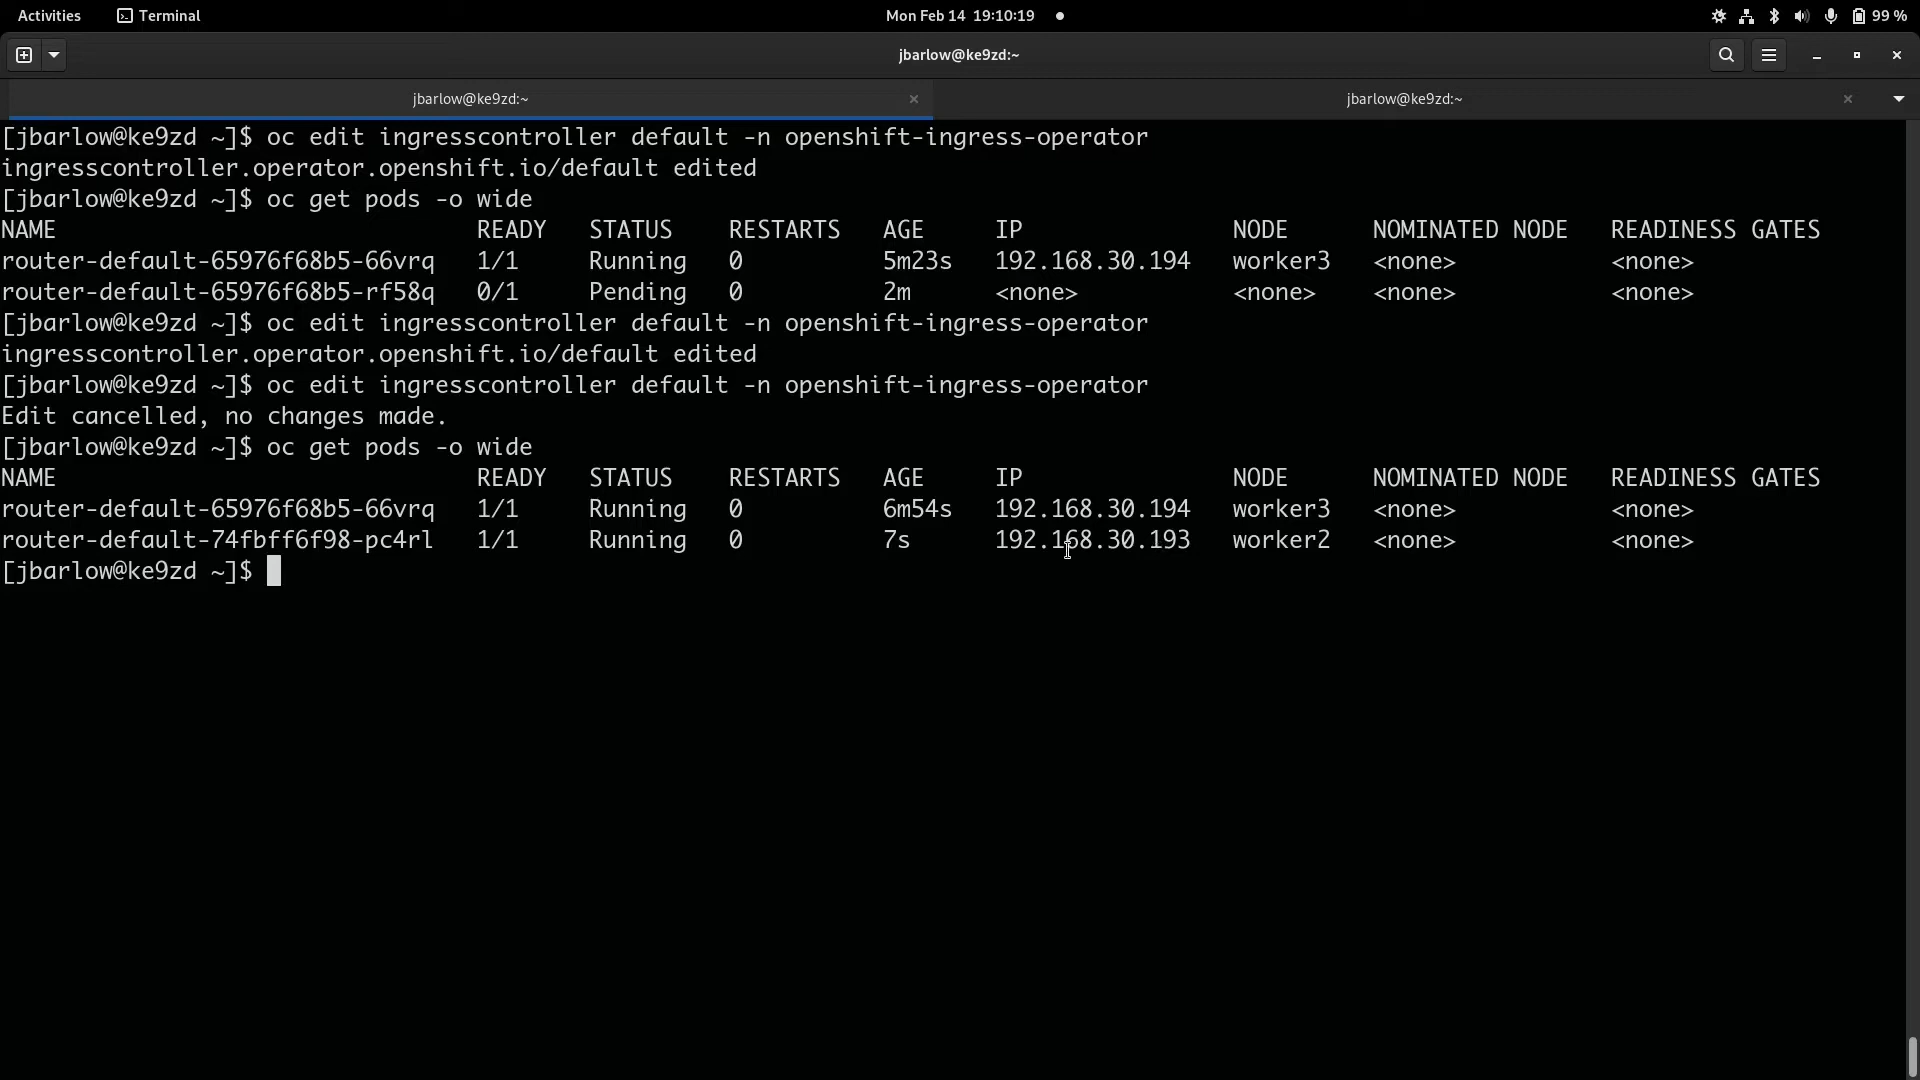 Activities Terminal Mon Feb 14 19:10:19 99 %
jbarlow@ke9zd:~
jbarlow@ke9zd:~ jbarlow@ke9zd:~
[jbarlow@ke9zd ~]$ oc edit ingresscontroller default -n openshift-ingress-operator
ingresscontroller.operator.openshift.io/default edited
[jbarlow@ke9zd ~]$ oc get pods -o wide
NAME READY STATUS RESTARTS AGE IP NODE NOMINATED NODE READINESS GATES
router-default-65976f68b5-66vrq 1/1 Running 0 5m23s 192.168.30.194 worker3 <none> <none>
router-default-65976f68b5-rf58q 0/1 Pending 0 2m <none> <none> <none> <none>
[jbarlow@ke9zd ~]$ oc edit ingresscontroller default -n openshift-ingress-operator
ingresscontroller.operator.openshift.io/default edited
[jbarlow@ke9zd ~]$ oc edit ingresscontroller default -n openshift-ingress-operator
Edit cancelled, no changes made.
[jbarlow@ke9zd ~]$ oc get pods -o wide
NAME READY STATUS RESTARTS AGE IP NODE NOMINATED NODE READINESS GATES
router-default-65976f68b5-66vrq 1/1 Running 0 6m54s 192.168.30.194 worker3 <none> <none>
router-default-74fbff6f98-pc4rl 1/1 Running 0 7s 192.168.30.193 worker2 <none> <none>
[jbarlow@ke9zd ~]$